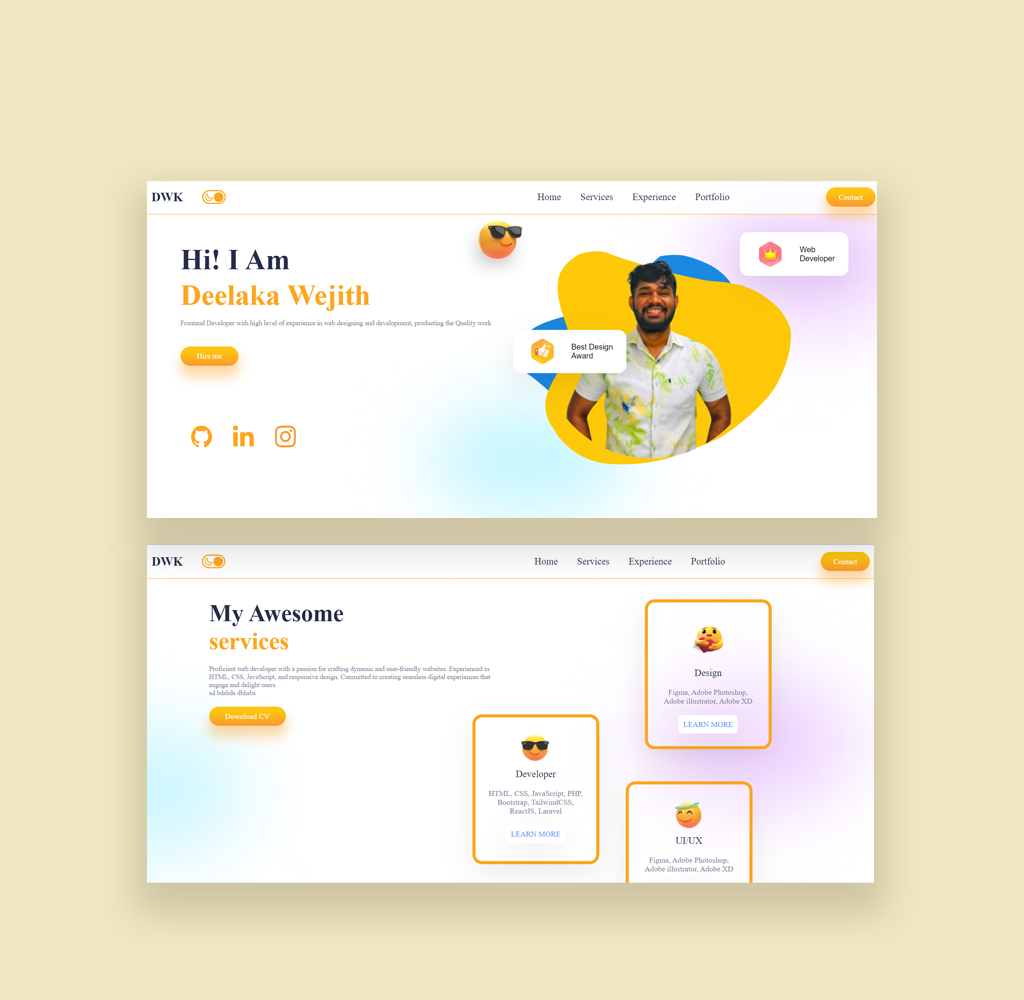 DWK
Home Services Experience Portfolio
Contact
Hi! I Am
Deelaka Wejith
Frontend Developer with high level of experience in web designing and development, producting the Quality work
Hire me
Web
Developer
Best Design
Award
DWK
Home Services Experience Portfolio
Contact
My Awesome
services
Proficient web developer with a passion for crafting dynamic and user-friendly websites. Experienced in
HTML, CSS, JavaScript, and responsive design. Committed to creating seamless digital experiences that
engage and delight users.
ad bdabda dbhabs
Download CV
Design
Figma, Adobe Photoshop,
Adobe illustrator, Adobe XD
LEARN MORE
Developer
HTML, CSS, JavaScript, PHP,
Bootstrap, TailwindCSS,
ReactJS, Laravel
LEARN MORE
UI/UX
Figma, Adobe Photoshop,
Adobe illustrator, Adobe XD